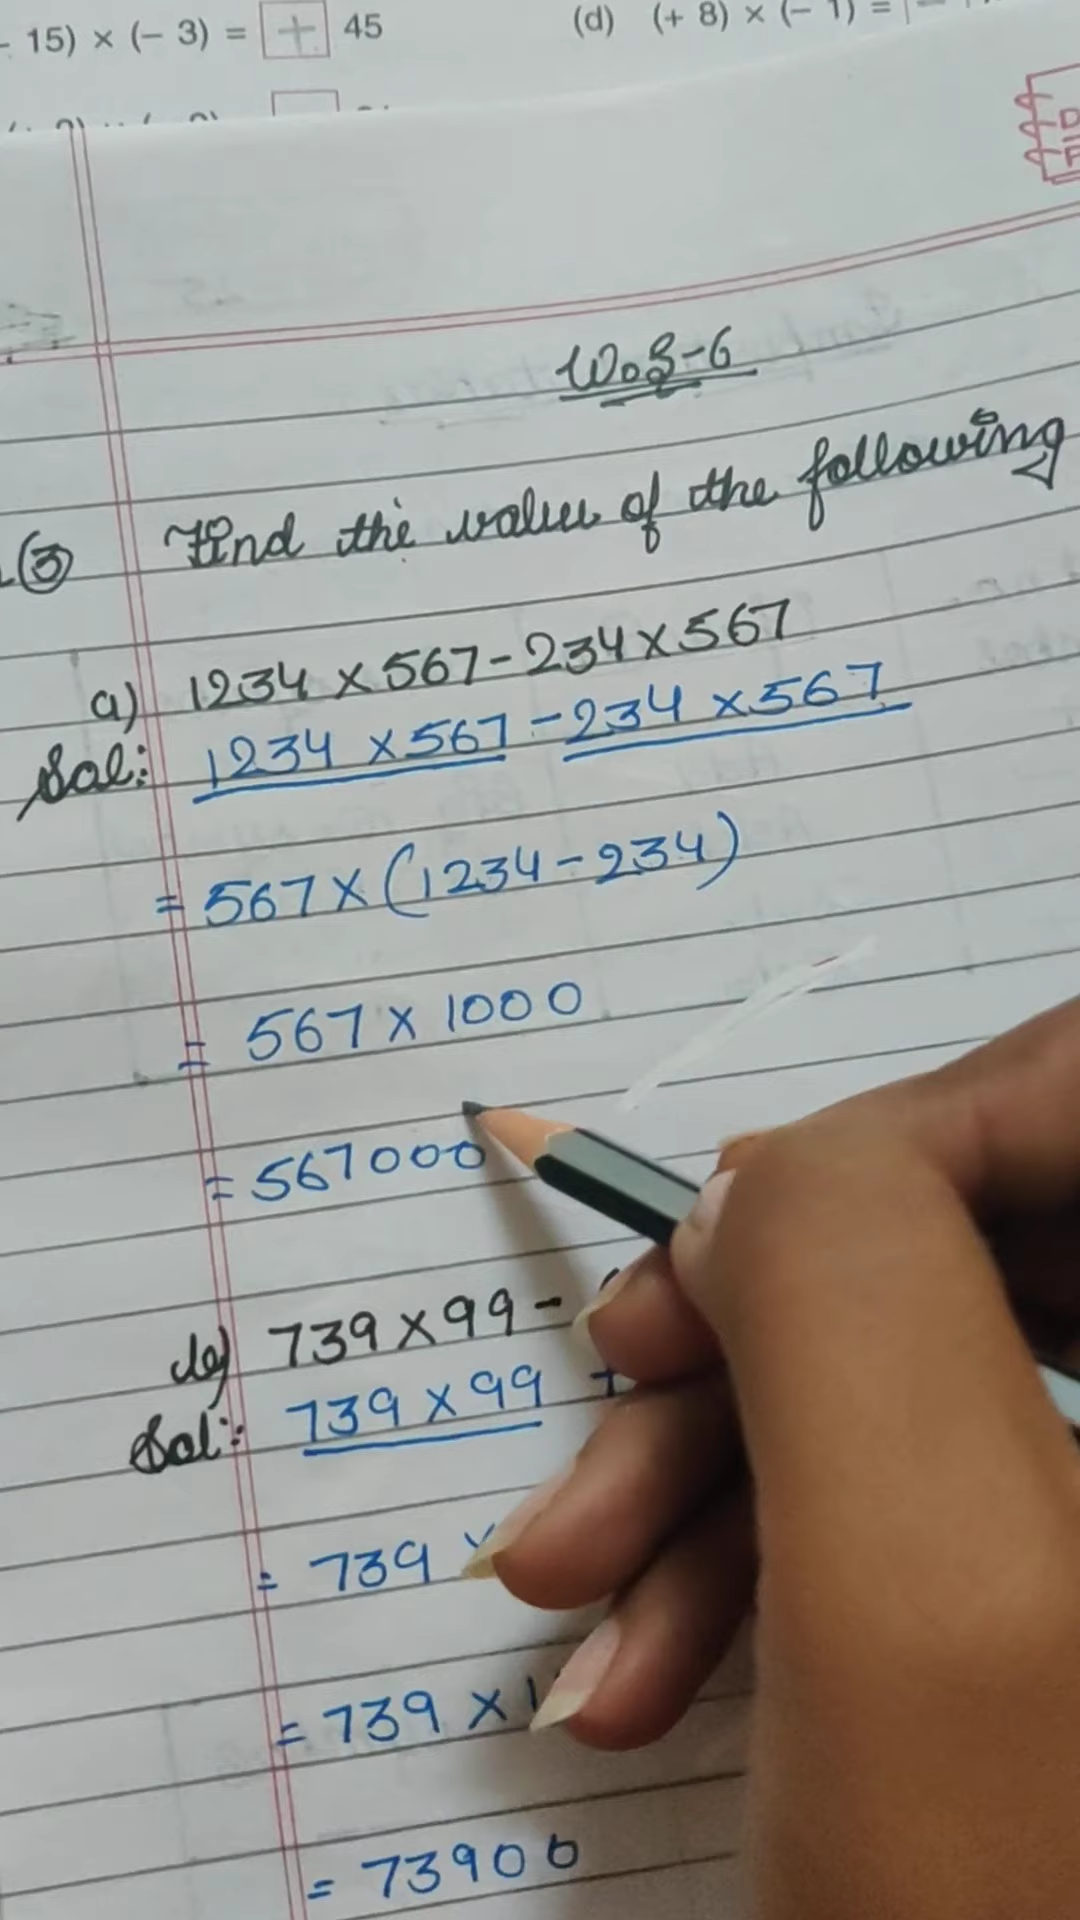 15) × (− 3) = + 45
(d) (+ 8) × (− 1) =
W.S-6
(3) Find the value of the following
a) 1234 × 567 - 234 × 567
Sol: 1234 × 567 - 234 × 567
= 567 × (1234 - 234)
= 567 × 1000
= 567000
b) 739 × 99 -
Sol: 739 × 99 +
= 739 ×
= 739 × 1
= 73900